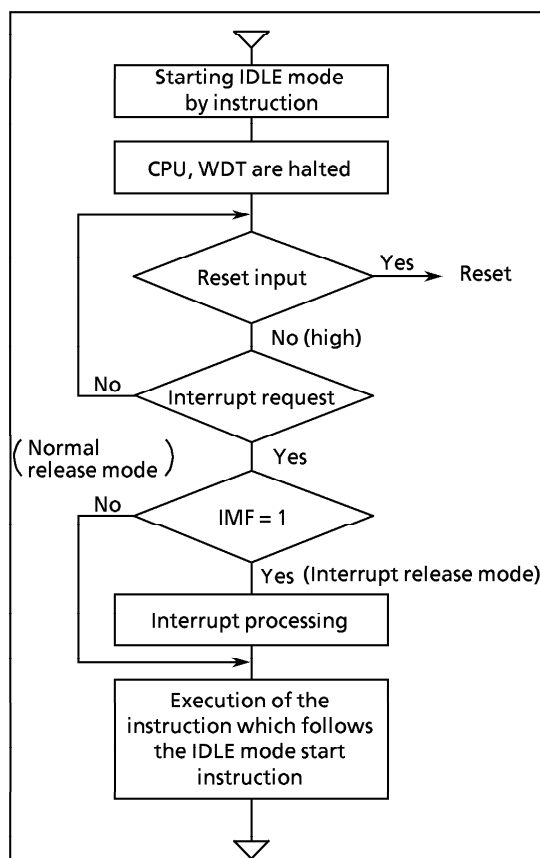 Starting IDLE mode
by instruction
CPU, WDT are halted
Reset input
Yes
Reset
No (high)
No
Interrupt request
(Normal
release mode)
Yes
No
IMF = 1
Yes (Interrupt release mode)
Interrupt processing
Execution of the
instruction which follows
the IDLE mode start
instruction